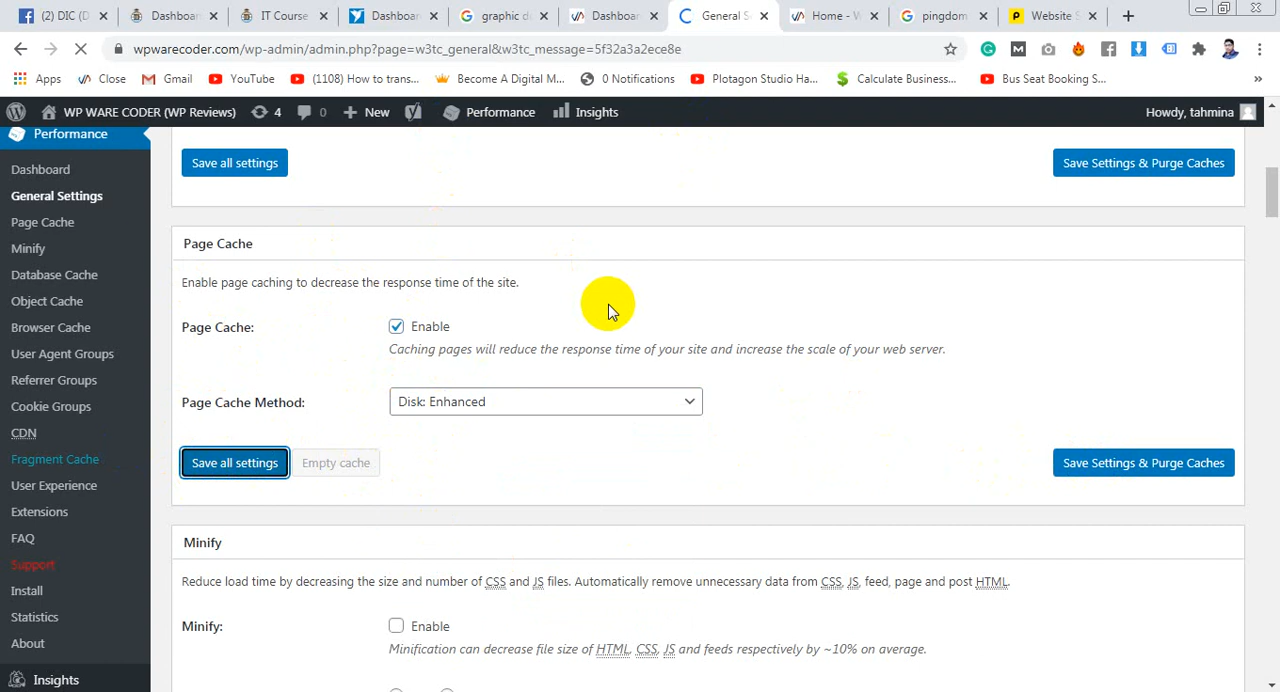 (2) DIC (D
Dashboar
IT Course
Dashboar
graphic d
Dashboar
General S
Home - W
pingdom
Website S
wpwarecoder.com/wp-admin/admin.php?page=w3tc_general&w3tc_message=5f32a3a2ece8e
Apps
Close
Gmail
YouTube
(1108) How to trans...
Become A Digital M...
0 Notifications
Plotagon Studio Ha...
Calculate Business...
Bus Seat Booking S...
»
WP WARE CODER (WP Reviews)
4
0
New
Performance
Insights
Howdy, tahmina
Performance
Dashboard
General Settings
Page Cache
Minify
Database Cache
Object Cache
Browser Cache
User Agent Groups
Referrer Groups
Cookie Groups
CDN
Fragment Cache
User Experience
Extensions
FAQ
Support
Install
Statistics
About
Insights
Save all settings
Save Settings & Purge Caches
Page Cache
Enable page caching to decrease the response time of the site.
Page Cache:
Enable
Caching pages will reduce the response time of your site and increase the scale of your web server.
Page Cache Method:
Disk: Enhanced
Save all settings
Empty cache
Save Settings & Purge Caches
Minify
Reduce load time by decreasing the size and number of CSS and JS files. Automatically remove unnecessary data from CSS, JS, feed, page and post HTML.
Minify:
Enable
Minification can decrease file size of HTML, CSS, JS and feeds respectively by ~10% on average.